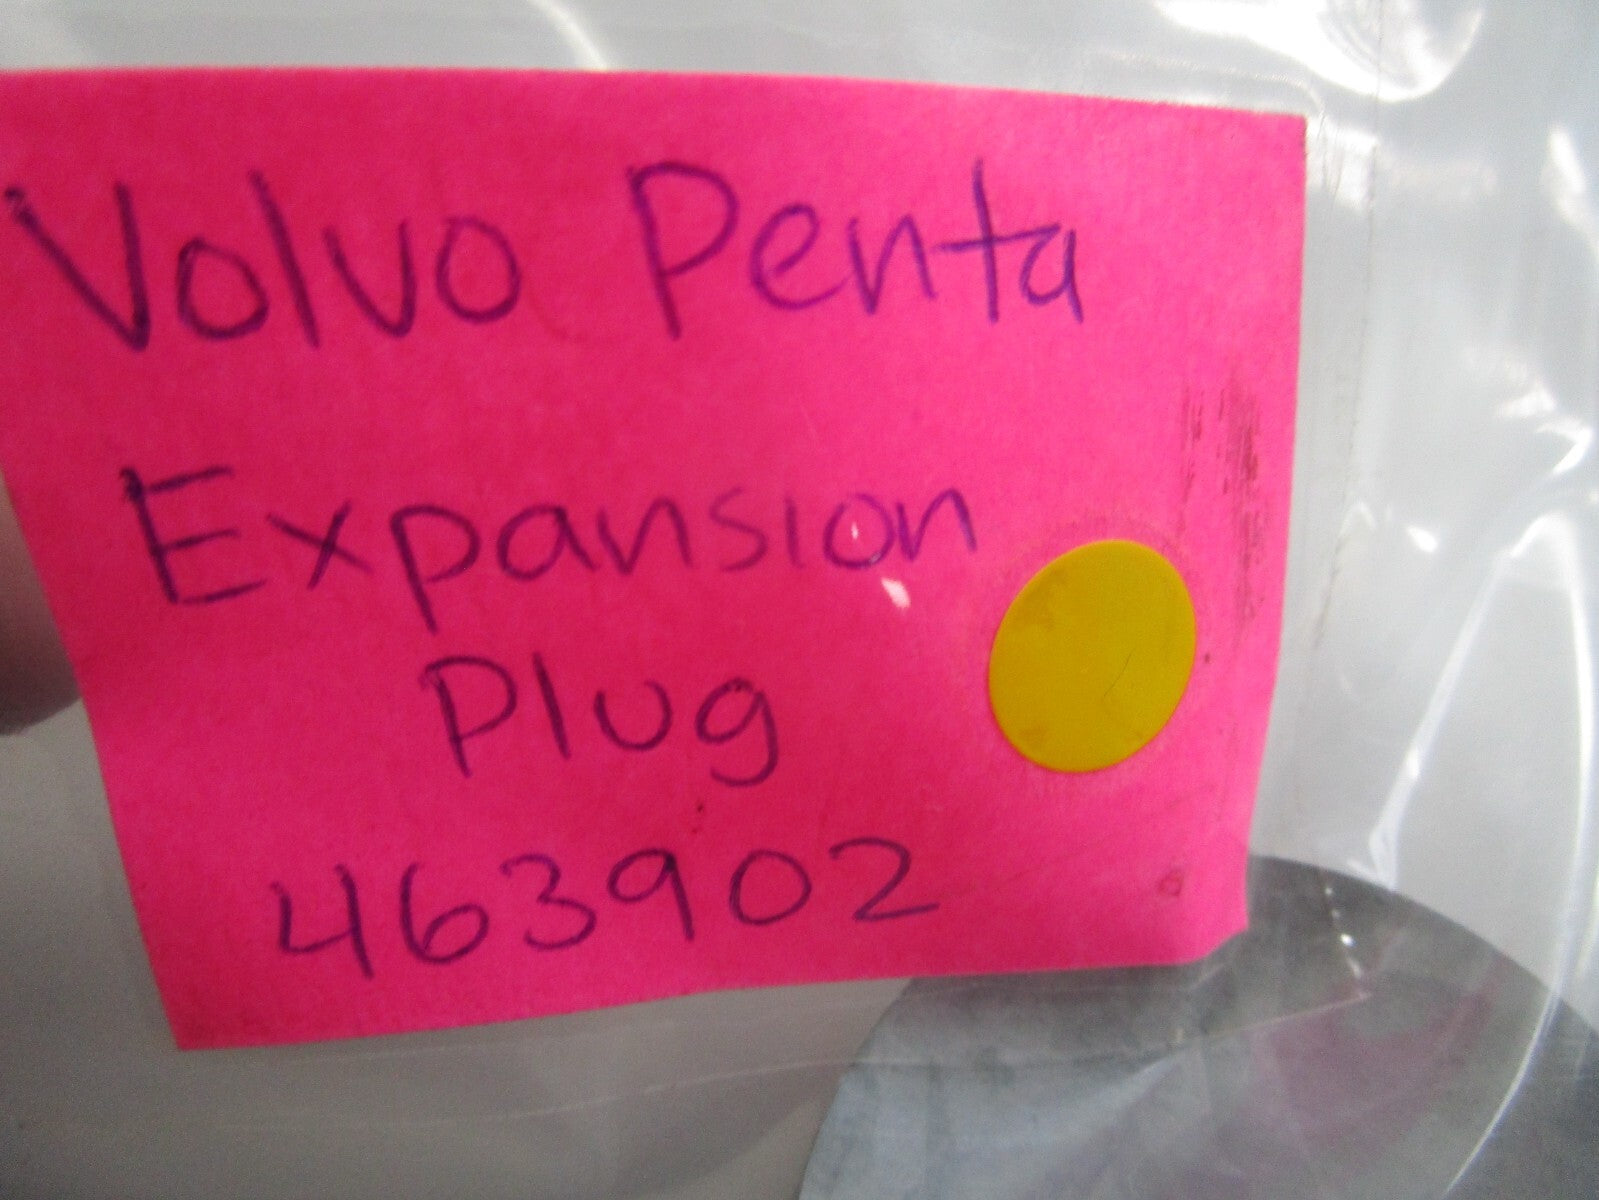 Volvo Penta
Expansion
Plug
463902